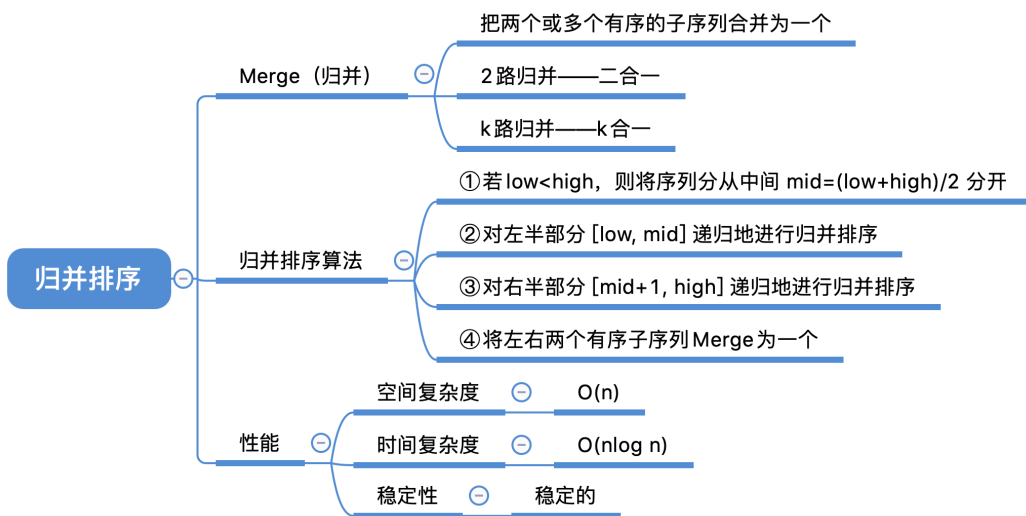 归并排序
Merge（归并）
把两个或多个有序的子序列合并为一个
2路归并——二合一
k路归并——k合一
归并排序算法
①若low<high，则将序列分从中间 mid=(low+high)/2 分开
②对左半部分 [low, mid] 递归地进行归并排序
③对右半部分 [mid+1, high] 递归地进行归并排序
④将左右两个有序子序列Merge为一个
性能
空间复杂度
O(n)
时间复杂度
O(nlog n)
稳定性
稳定的